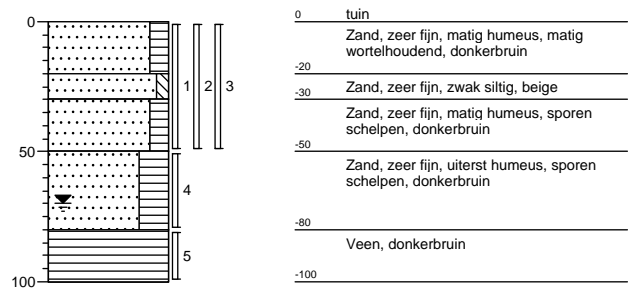 0
50
100
1
2
3
4
5
0 tuin
Zand, zeer fijn, matig humeus, matig
wortelhoudend, donkerbruin
-20
Zand, zeer fijn, zwak siltig, beige
-30
Zand, zeer fijn, matig humeus, sporen
schelpen, donkerbruin
-50
Zand, zeer fijn, uiterst humeus, sporen
schelpen, donkerbruin
-80
Veen, donkerbruin
-100